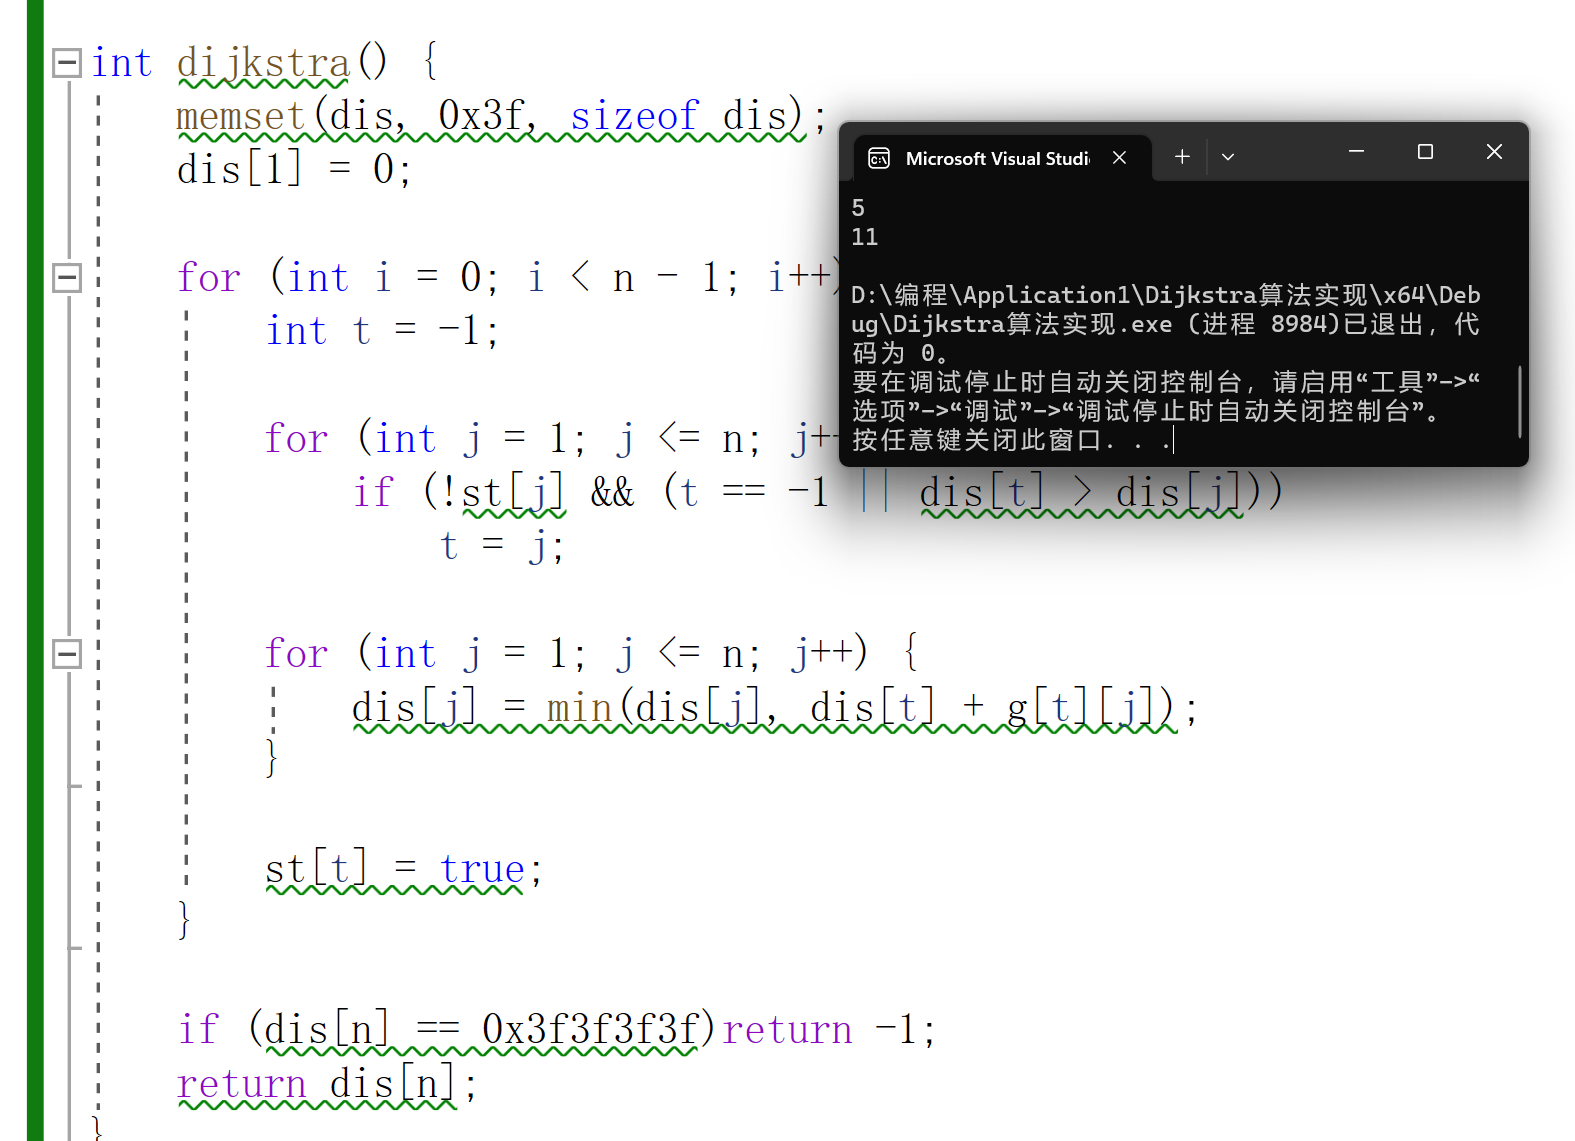 int dijkstra() {
memset(dis, 0x3f, sizeof dis);
dis[1] = 0;
for (int i = 0; i < n - 1; i++)
int t = -1;
for (int j = 1; j <= n; j+
if (!st[j] && (t == -1 || dis[t] > dis[j]))
t = j;
for (int j = 1; j <= n; j++) {
dis[j] = min(dis[j], dis[t] + g[t][j]);
}
st[t] = true;
}
if (dis[n] == 0x3f3f3f3f)return -1;
return dis[n];
}
Microsoft Visual Studi
5
11
D:\编程\Application1\Dijkstra算法实现\x64\Deb
ug\Dijkstra算法实现.exe (进程 8984)已退出，代
码为 0。
要在调试停止时自动关闭控制台，请启用“工具”->“
选项”->“调试”->“调试停止时自动关闭控制台”。
按任意键关闭此窗口. . .